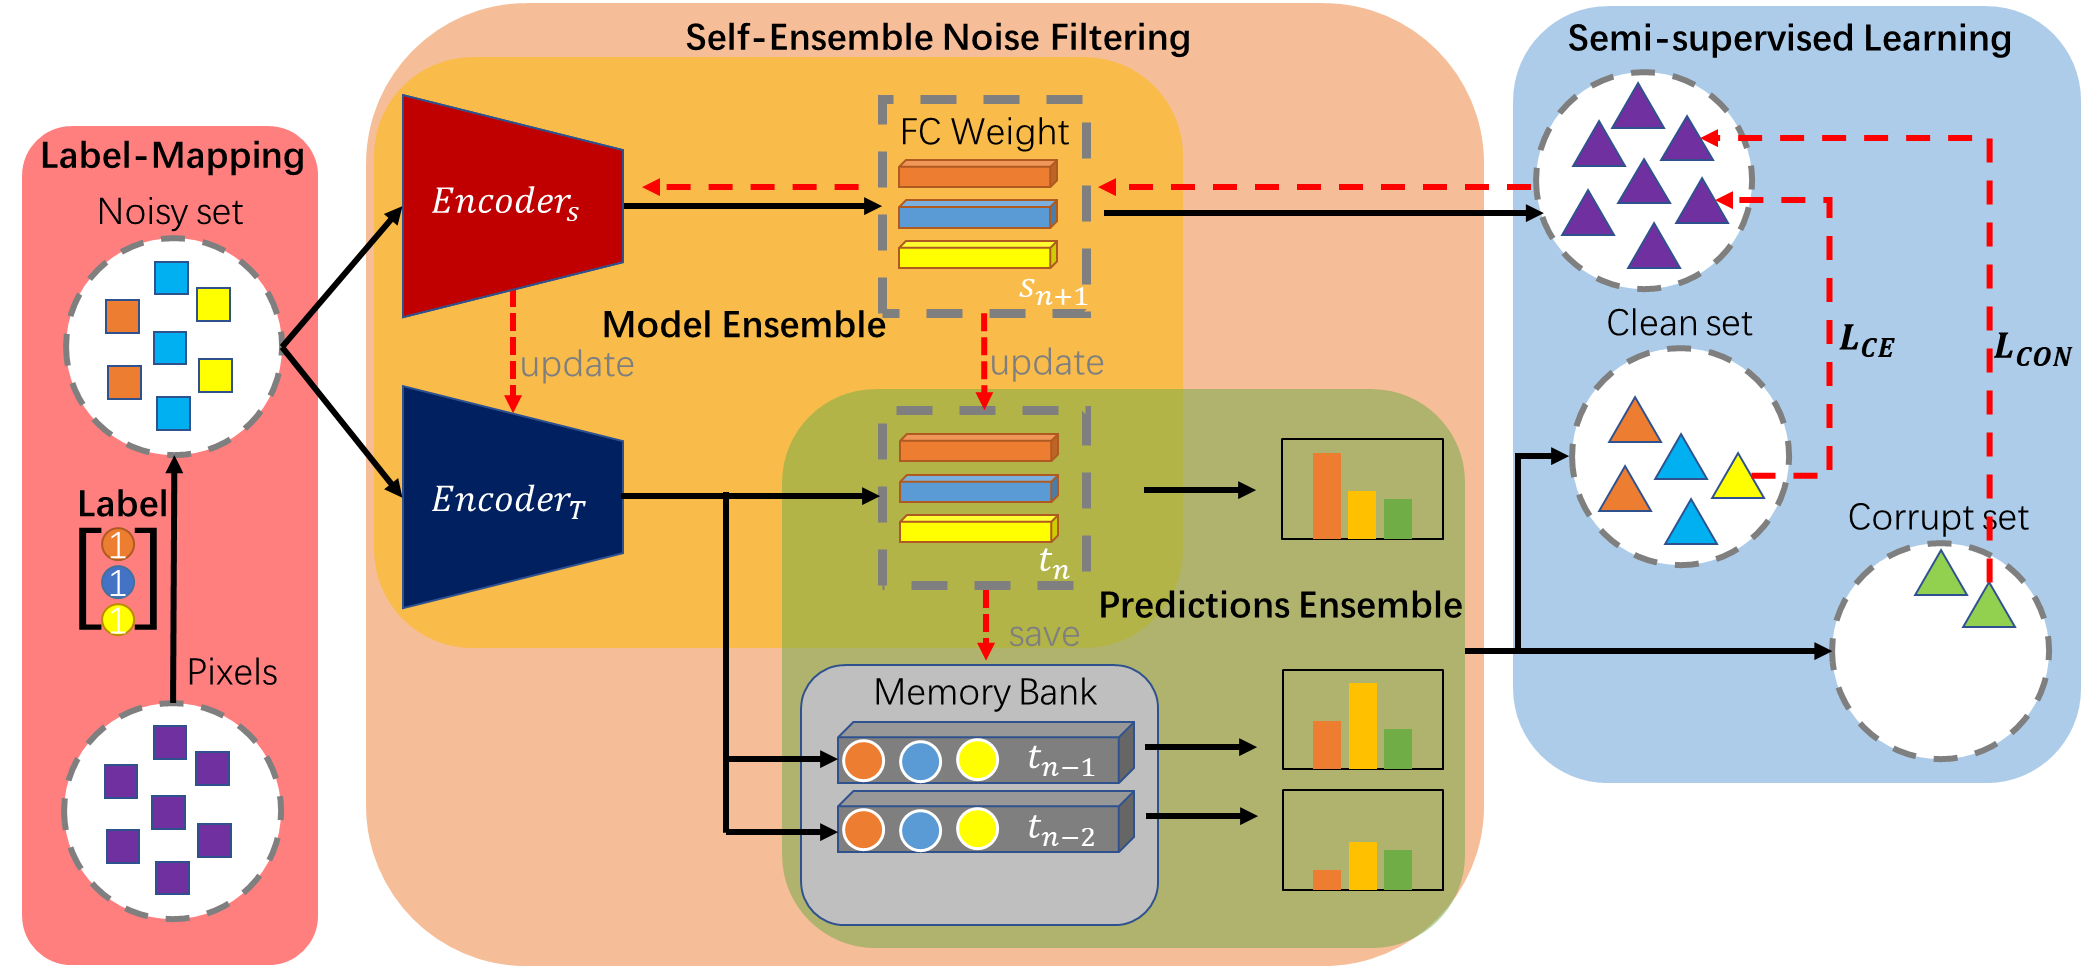 Self-Ensemble Noise Filtering
Semi-supervised Learning
Label-Mapping
Noisy set
Encoder_S
FC Weight
s_{n+1}
Model Ensemble
update
update
Clean set
L_{CE}
L_{CON}
Encoder_T
t_n
Label
1
1
1
Corrupt set
Predictions Ensemble
save
Pixels
Memory Bank
t_{n-1}
t_{n-2}